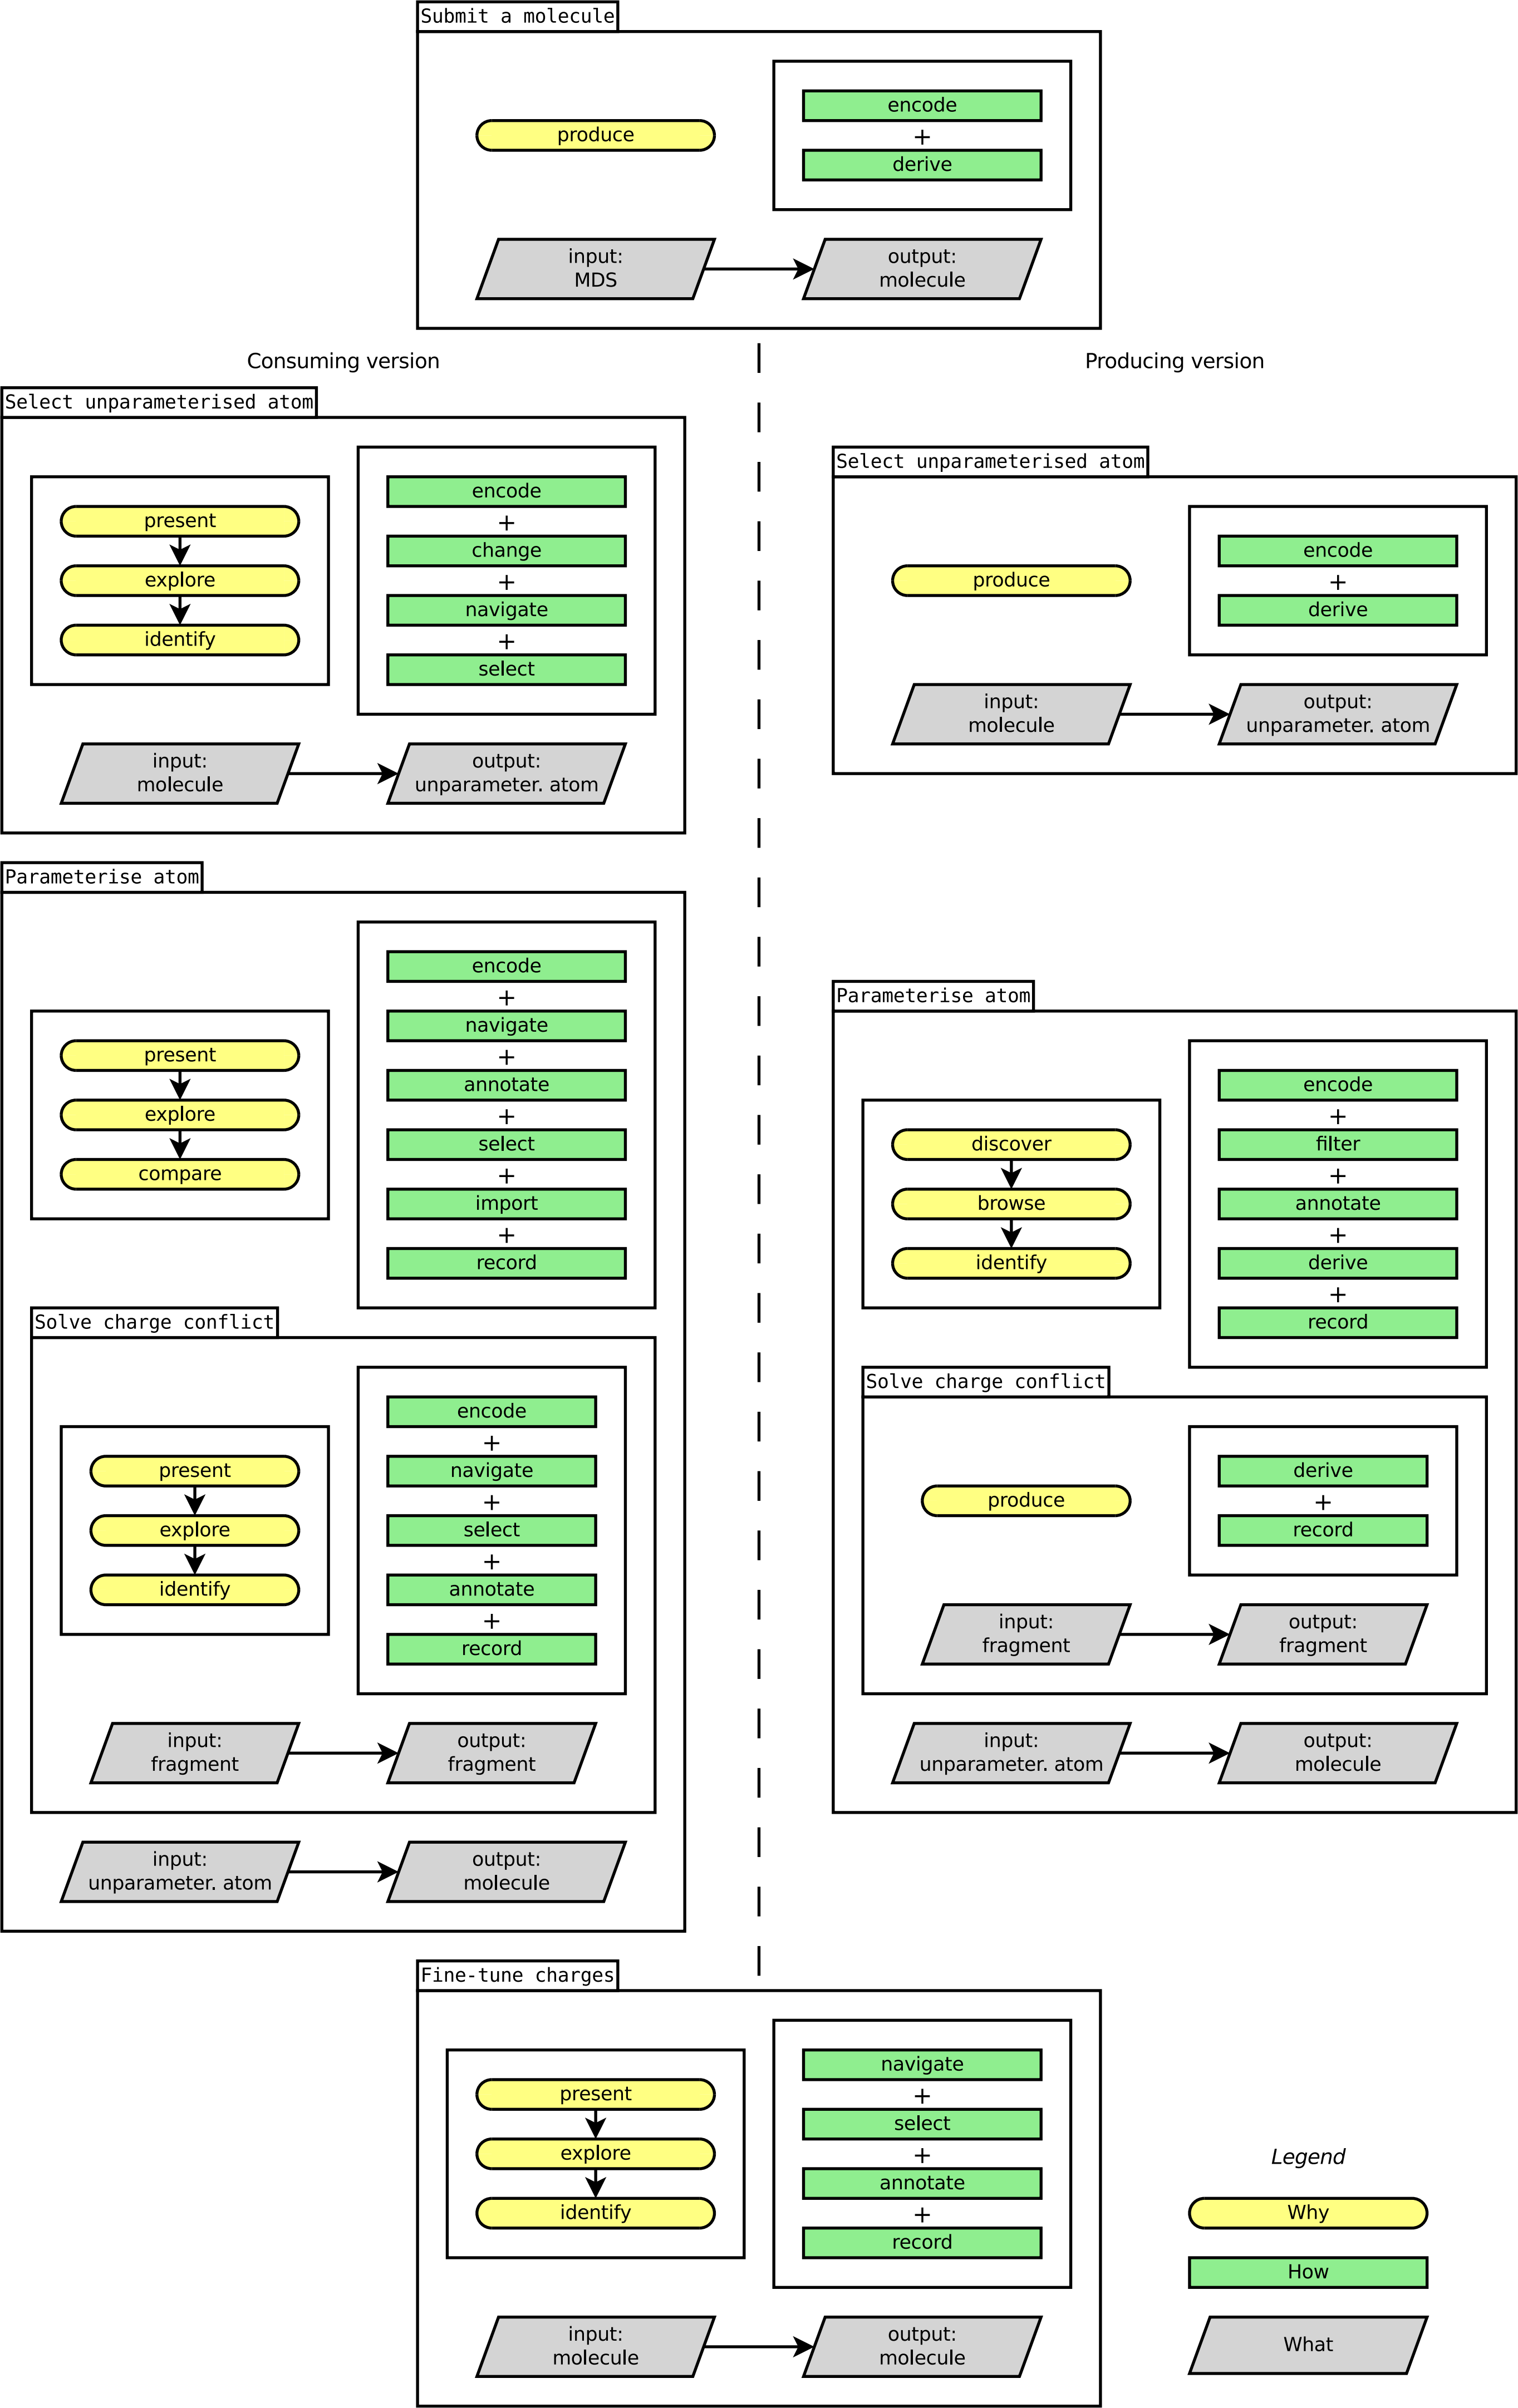 Submit a molecule
produce
encode
+
derive
input:
MDS
output:
molecule
Consuming version
Producing version
Select unparameterised atom
present
explore
identify
encode
+
change
+
navigate
+
select
input:
molecule
output:
unparameter. atom
Select unparameterised atom
produce
encode
+
derive
input:
molecule
output:
unparameter. atom
Parameterise atom
present
explore
compare
encode
+
navigate
+
annotate
+
select
+
import
+
record
Solve charge conflict
present
explore
identify
encode
+
navigate
+
select
+
annotate
+
record
input:
fragment
output:
fragment
input:
unparameter. atom
output:
molecule
Parameterise atom
discover
browse
identify
encode
+
filter
+
annotate
+
derive
+
record
Solve charge conflict
produce
derive
+
record
input:
fragment
output:
fragment
input:
unparameter. atom
output:
molecule
Fine-tune charges
present
explore
identify
navigate
+
select
+
annotate
+
record
input:
molecule
output:
molecule
Legend
Why
How
What